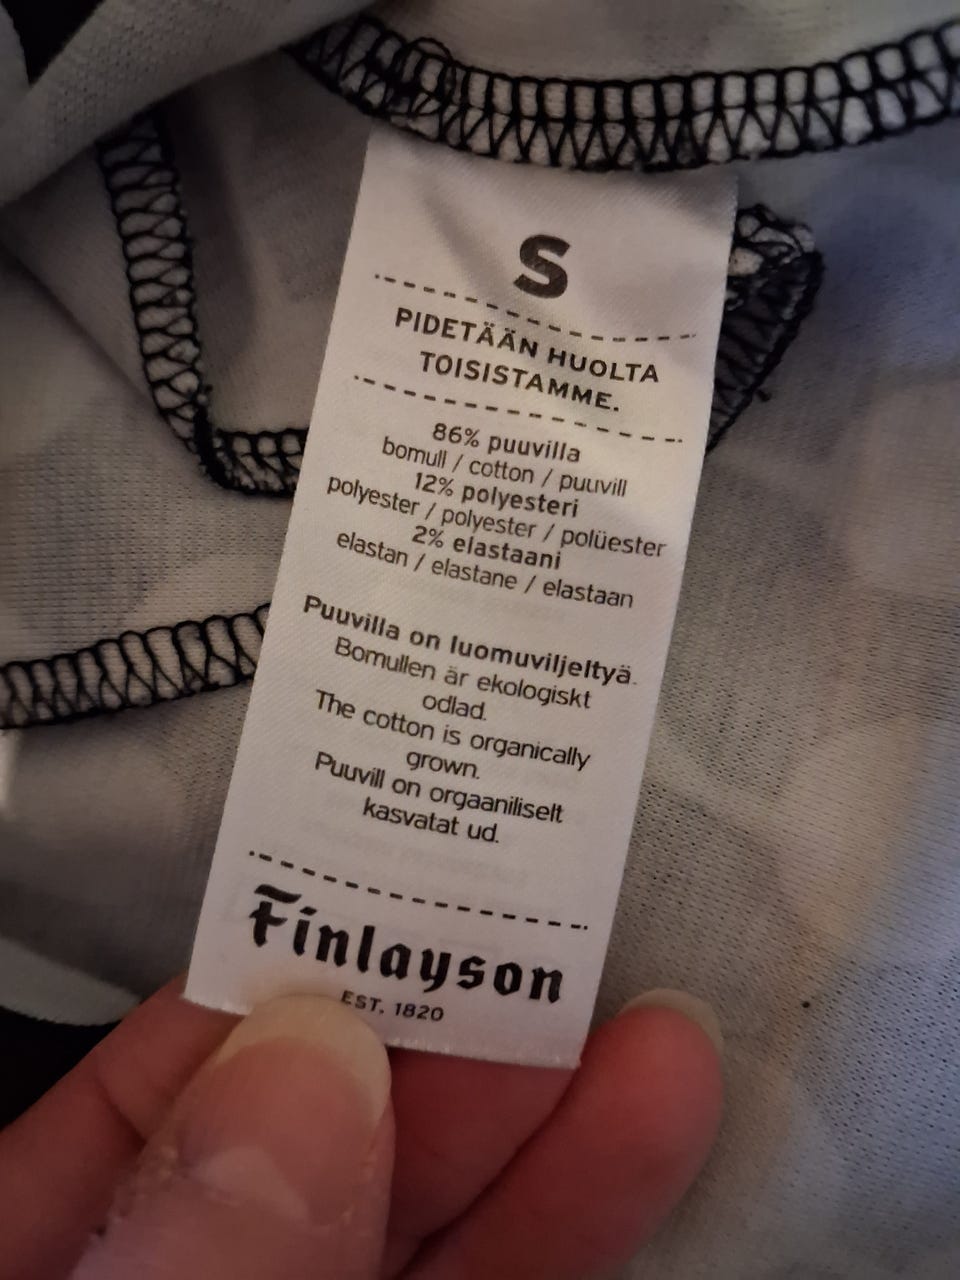 S
PIDETÄÄN HUOLTA
TOISISTAMME.
86% puuvilla
bomull / cotton / puuvill
12% polyesteri
polyester / polyester / polüester
2% elastaani
elastan / elastane / elastaan
Puuvilla on luomuviljeltyä.
Bomullen är ekologiskt
odlad.
The cotton is organically
grown.
Puuvill on orgaaniliselt
kasvatat ud.
Finlayson
EST. 1820